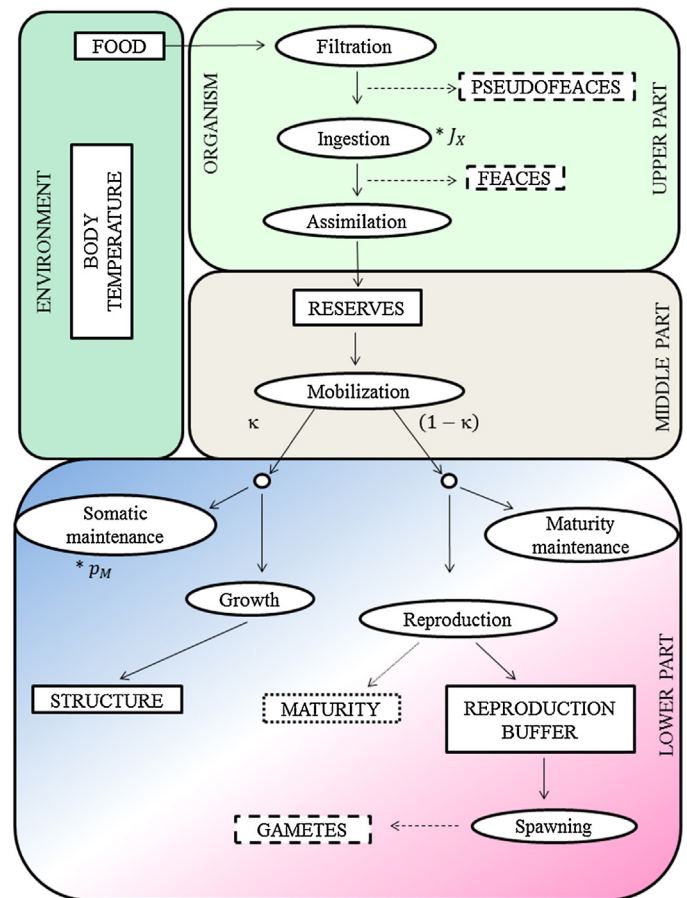 FOOD
Filtration
PSEUDOFEACES
ORGANISM
UPPER PART
Ingestion
* J_X
FEACES
Assimilation
ENVIRONMENT
BODY
TEMPERATURE
RESERVES
MIDDLE PART
Mobilization
κ
(1 − κ)
Somatic
maintenance
* p_M
Maturity
maintenance
Growth
Reproduction
STRUCTURE
MATURITY
REPRODUCTION
BUFFER
LOWER PART
GAMETES
Spawning